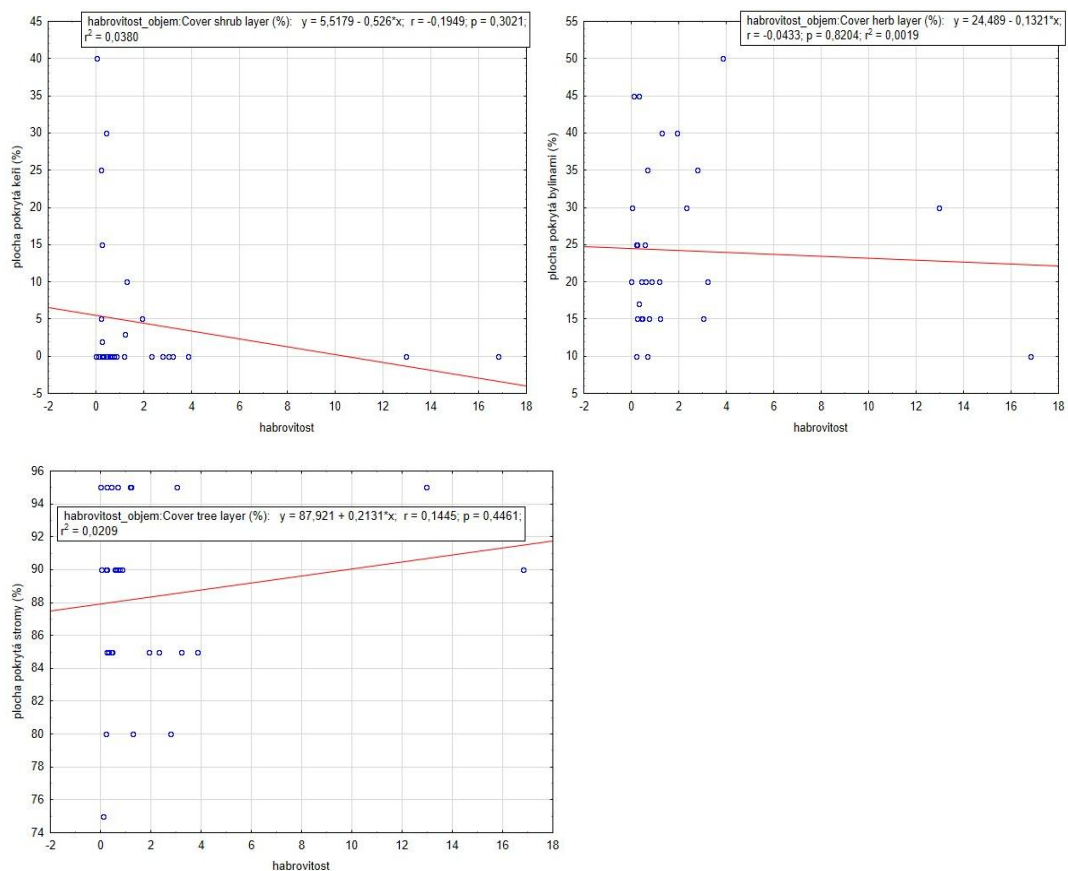 habrovitost_objem:Cover shrub layer (%): y = 5,5179 - 0,526*x; r = -0,1949; p = 0,3021;
r² = 0,0380
plocha pokrytá keři (%)
45
40
35
30
25
20
15
10
5
0
-5
-2 0 2 4 6 8 10 12 14 16 18
habrovitost
habrovitost_objem:Cover herb layer (%): y = 24,489 - 0,1321*x;
r = -0,0433; p = 0,8204; r² = 0,0019
plocha pokrytá bylinami (%)
55
50
45
40
35
30
25
20
15
10
5
-2 0 2 4 6 8 10 12 14 16 18
habrovitost
habrovitost_objem:Cover tree layer (%): y = 87,921 + 0,2131*x; r = 0,1445; p = 0,4461;
r² = 0,0209
plocha pokrytá stromy (%)
96
94
92
90
88
86
84
82
80
78
76
74
-2 0 2 4 6 8 10 12 14 16 18
habrovitost